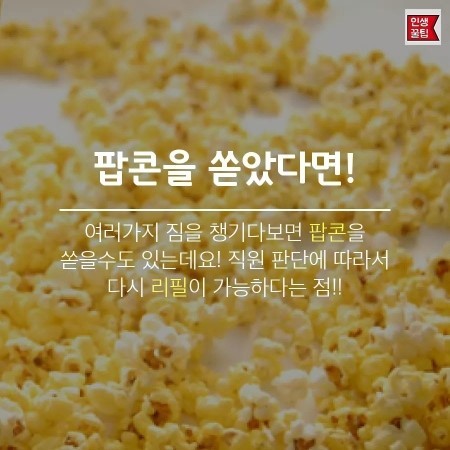 인생
꿀팁
팝콘을 쏟았다면!
여러가지 짐을 챙기다보면 팝콘을
쏟을수도 있는데요! 직원 판단에 따라서
다시 리필이 가능하다는 점!!